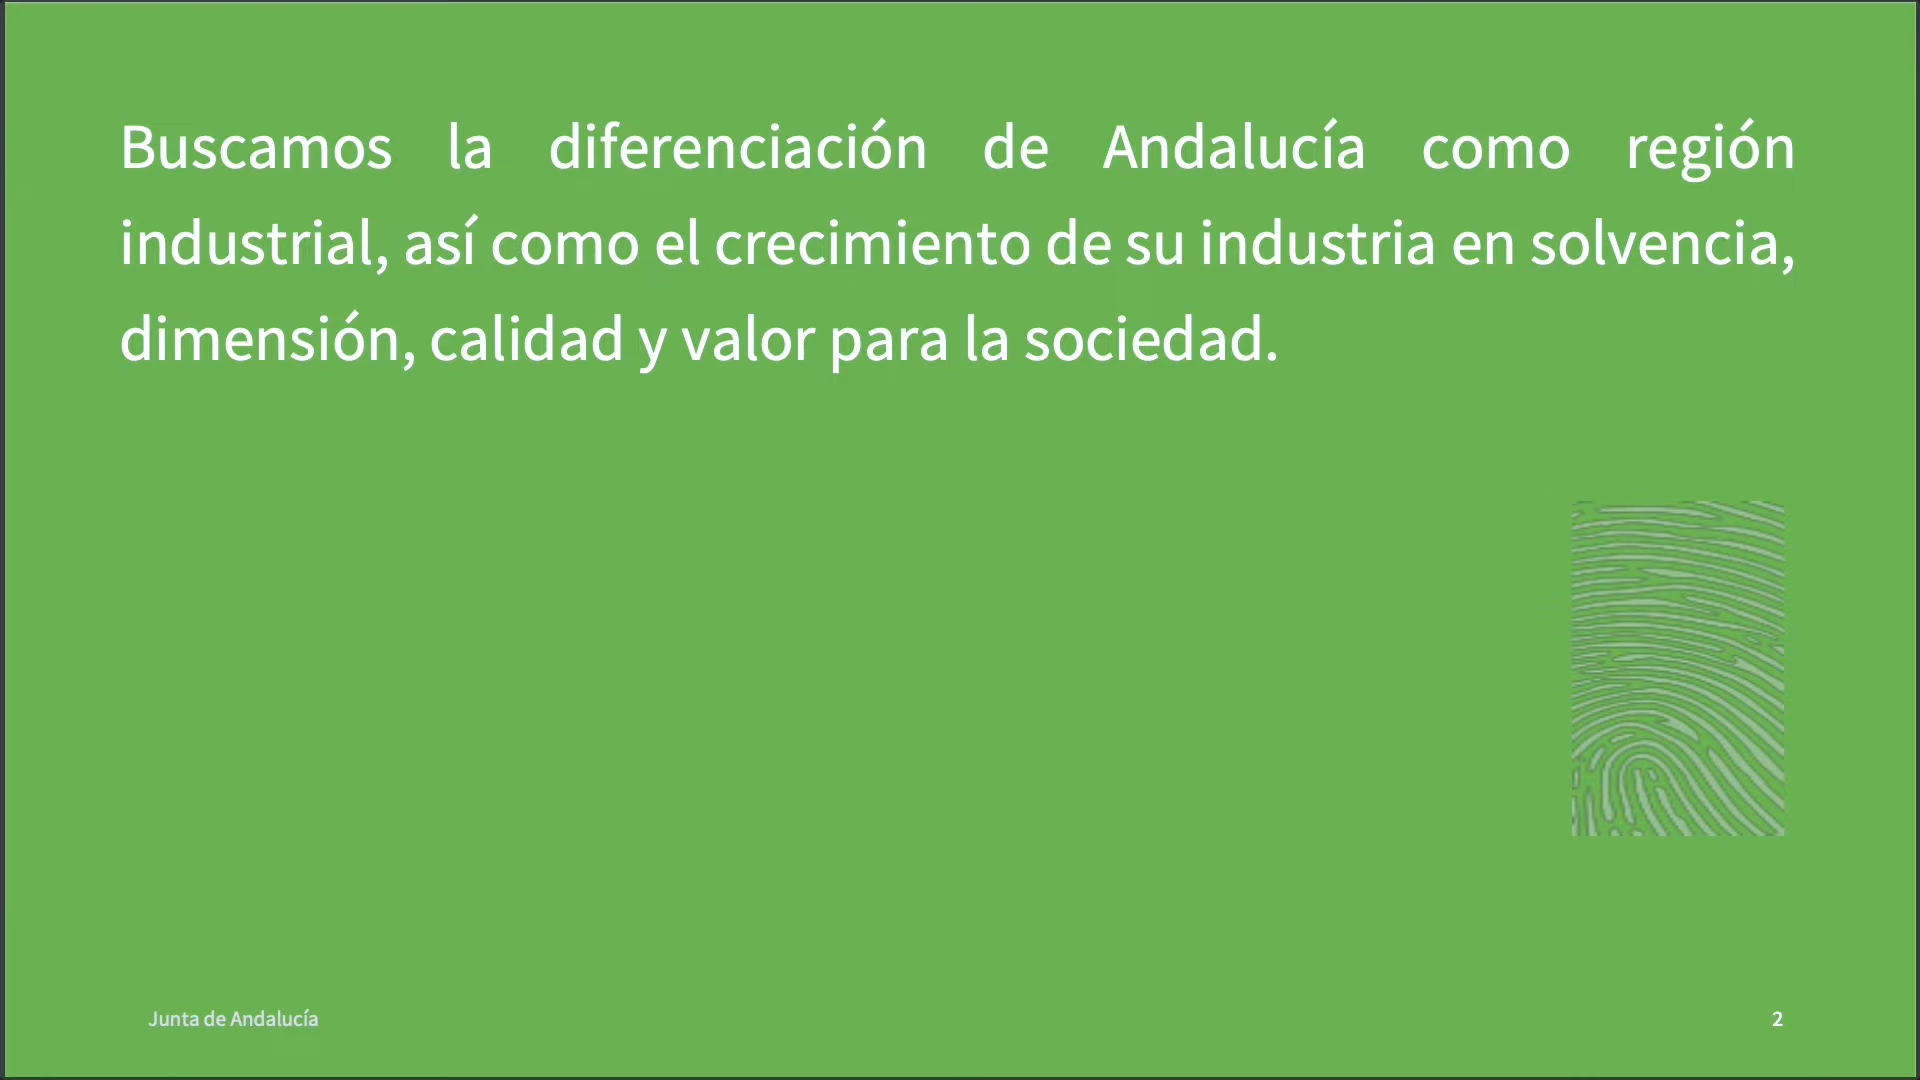 Buscamos la diferenciación de Andalucía como región
industrial, así como el crecimiento de su industria en solvencia,
dimensión, calidad y valor para la sociedad.
Junta de Andalucía
2